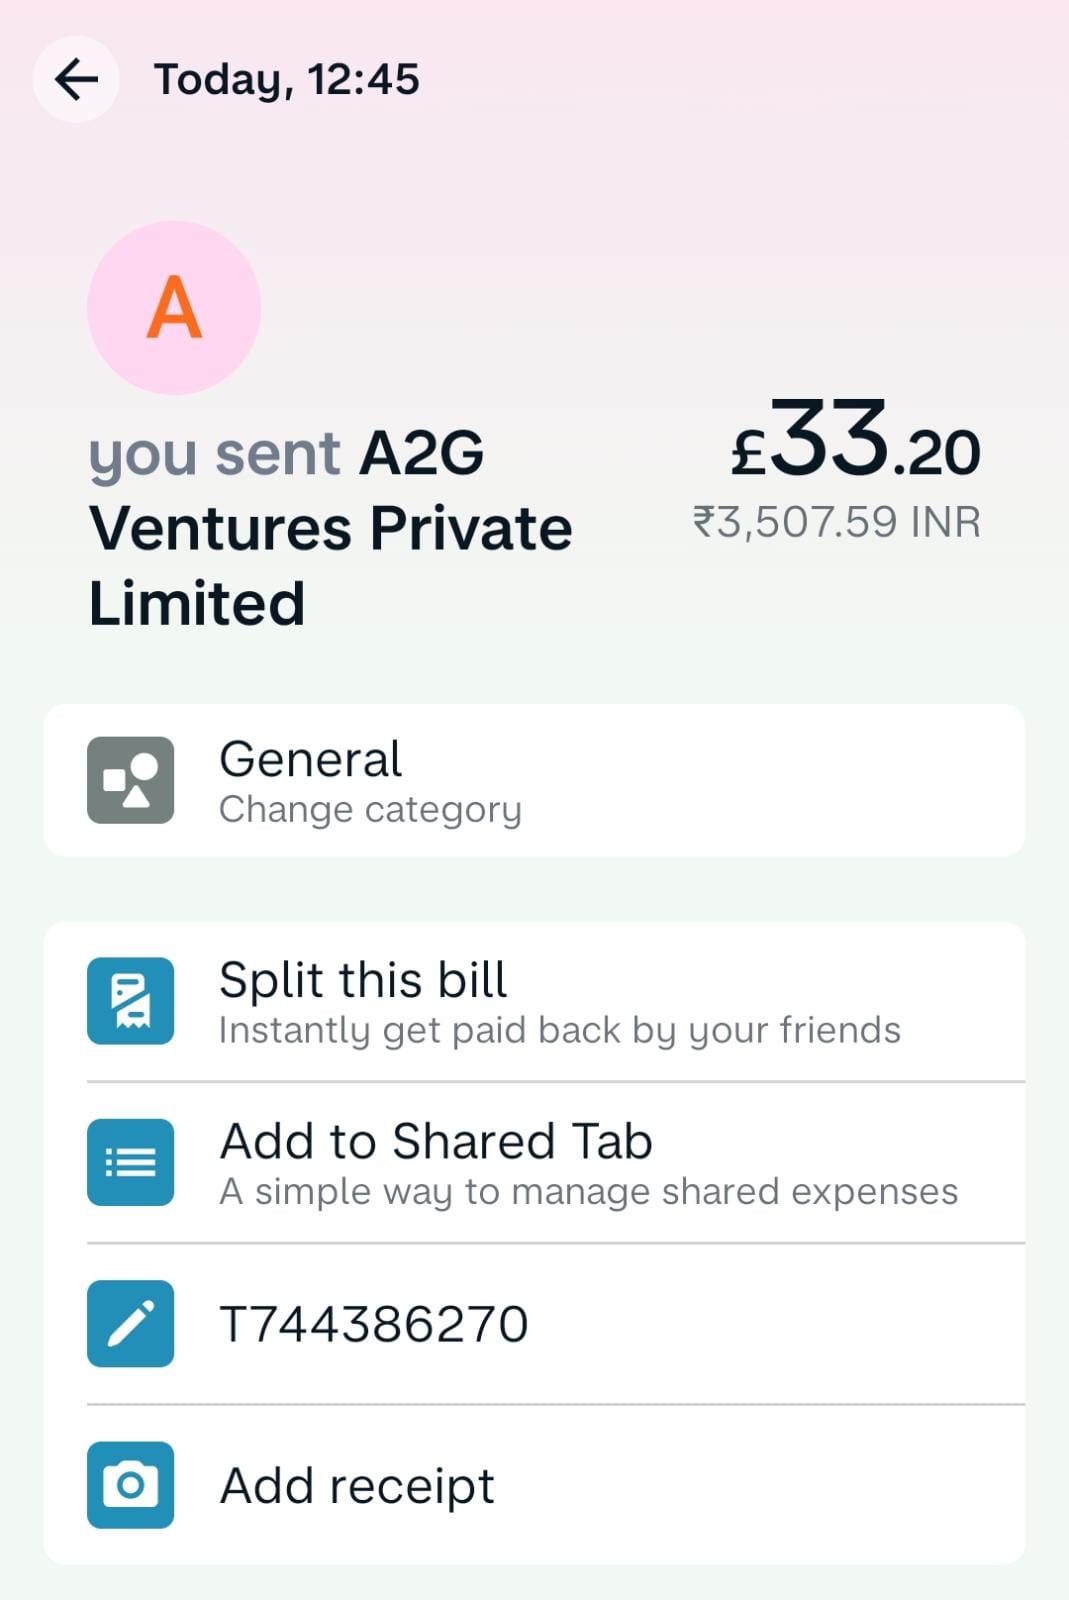 Today, 12:45
A
you sent A2G
Ventures Private
Limited
£33.20
₹3,507.59 INR
General
Change category
Split this bill
Instantly get paid back by your friends
Add to Shared Tab
A simple way to manage shared expenses
T744386270
Add receipt